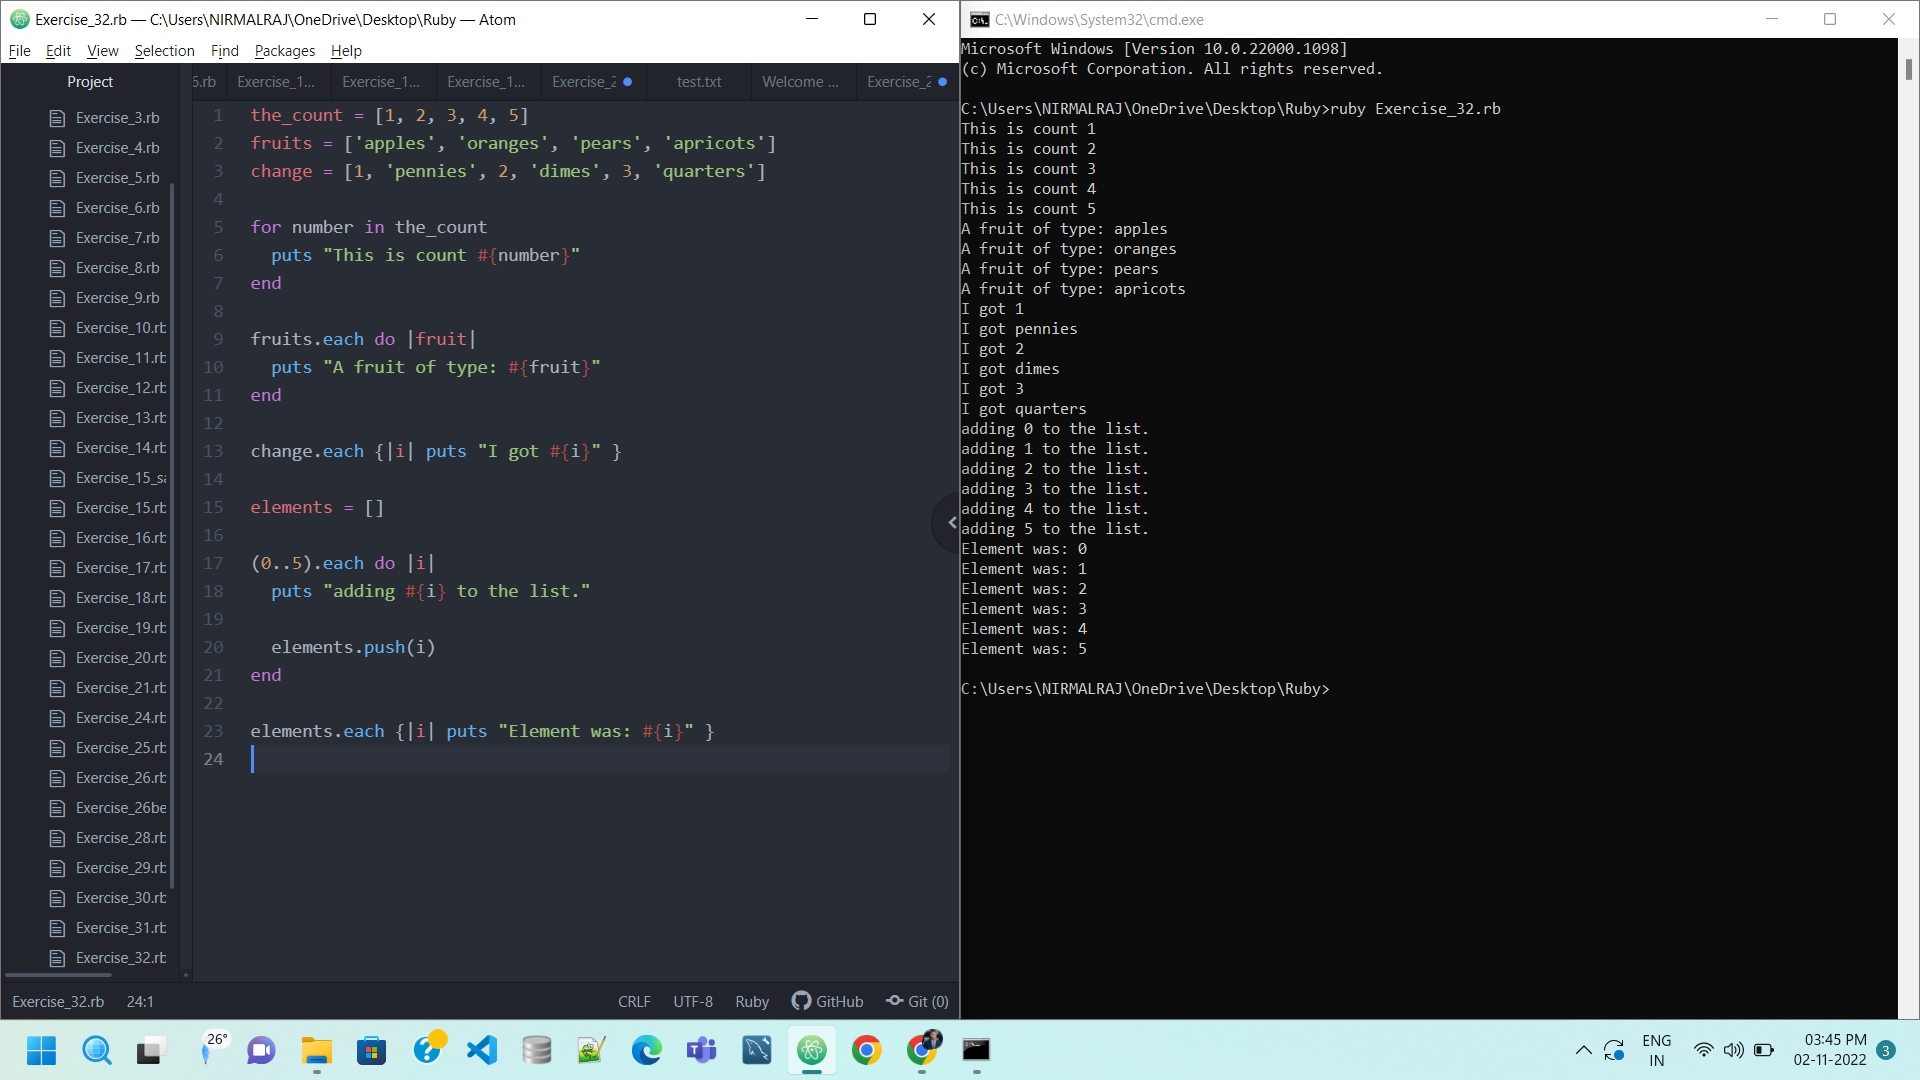 Exercise_32.rb — C:\Users\NIRMALRAJ\OneDrive\Desktop\Ruby — Atom
File Edit View Selection Find Packages Help
Project
6.rb Exercise_1... Exercise_1... Exercise_1... Exercise_2 test.txt Welcome ... Exercise_2
Exercise_3.rb
Exercise_4.rb
Exercise_5.rb
Exercise_6.rb
Exercise_7.rb
Exercise_8.rb
Exercise_9.rb
Exercise_10.rb
Exercise_11.rb
Exercise_12.rb
Exercise_13.rb
Exercise_14.rb
Exercise_15_sa
Exercise_15.rb
Exercise_16.rb
Exercise_17.rb
Exercise_18.rb
Exercise_19.rb
Exercise_20.rb
Exercise_21.rb
Exercise_24.rb
Exercise_25.rb
Exercise_26.rb
Exercise_26be
Exercise_28.rb
Exercise_29.rb
Exercise_30.rb
Exercise_31.rb
Exercise_32.rb
1 the_count = [1, 2, 3, 4, 5]
2 fruits = ['apples', 'oranges', 'pears', 'apricots']
3 change = [1, 'pennies', 2, 'dimes', 3, 'quarters']
4
5 for number in the_count
6 puts "This is count #{number}"
7 end
8
9 fruits.each do |fruit|
10 puts "A fruit of type: #{fruit}"
11 end
12
13 change.each {|i| puts "I got #{i}" }
14
15 elements = []
16
17 (0..5).each do |i|
18 puts "adding #{i} to the list."
19
20 elements.push(i)
21 end
22
23 elements.each {|i| puts "Element was: #{i}" }
24
Exercise_32.rb 24:1 CRLF UTF-8 Ruby GitHub Git (0)
C:\Windows\System32\cmd.exe
Microsoft Windows [Version 10.0.22000.1098]
(c) Microsoft Corporation. All rights reserved.
C:\Users\NIRMALRAJ\OneDrive\Desktop\Ruby>ruby Exercise_32.rb
This is count 1
This is count 2
This is count 3
This is count 4
This is count 5
A fruit of type: apples
A fruit of type: oranges
A fruit of type: pears
A fruit of type: apricots
I got 1
I got pennies
I got 2
I got dimes
I got 3
I got quarters
adding 0 to the list.
adding 1 to the list.
adding 2 to the list.
adding 3 to the list.
adding 4 to the list.
adding 5 to the list.
Element was: 0
Element was: 1
Element was: 2
Element was: 3
Element was: 4
Element was: 5
C:\Users\NIRMALRAJ\OneDrive\Desktop\Ruby>
26°
ENG
IN
03:45 PM
02-11-2022
3